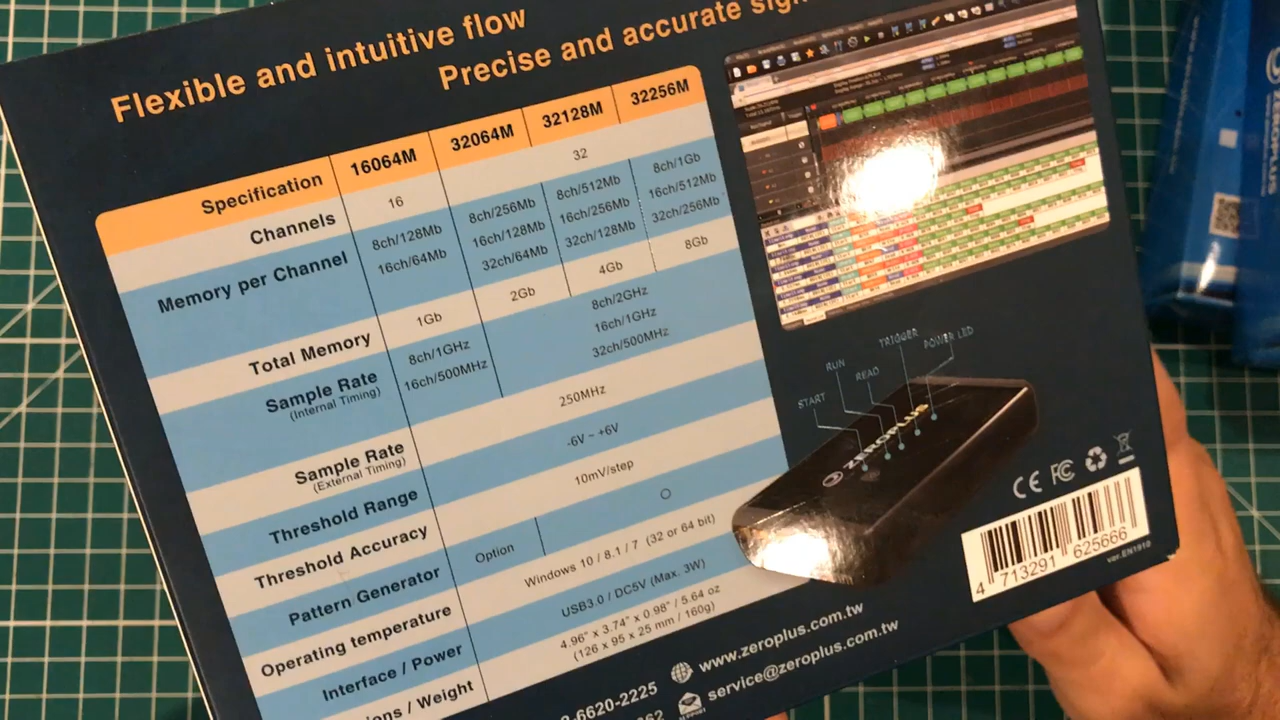 Flexible and intuitive flow
Precise and accurate
Specification 16064M 32064M 32128M 32256M
Channels 16 32
Memory per Channel 8ch/128Mb 8ch/256Mb 8ch/512Mb 8ch/1Gb
16ch/64Mb 16ch/128Mb 16ch/256Mb 16ch/512Mb
32ch/64Mb 32ch/128Mb 32ch/256Mb
Total Memory 1Gb 2Gb 4Gb 8Gb
Sample Rate (Internal Timing) 8ch/1GHz 8ch/2GHz
16ch/500MHz 16ch/1GHz
32ch/500MHz
Sample Rate (External Timing) 250MHz
Threshold Range -6V ~ +6V
Threshold Accuracy 10mV/step
Pattern Generator Option O
Operating temperature Windows 10 / 8.1 / 7 (32 or 64 bit)
Interface / Power USB3.0 / DC5V (Max. 3W)
/ Weight 4.96" x 3.74" x 0.98" / 5.64 oz
(126 x 95 x 25 mm / 160g)
START
RUN
READ
TRIGGER
POWER LED
ZEROPLUS
CE FC
4 713291 625666
ver.EN1910
-6620-2225
www.zeroplus.com.tw
service@zeroplus.com.tw